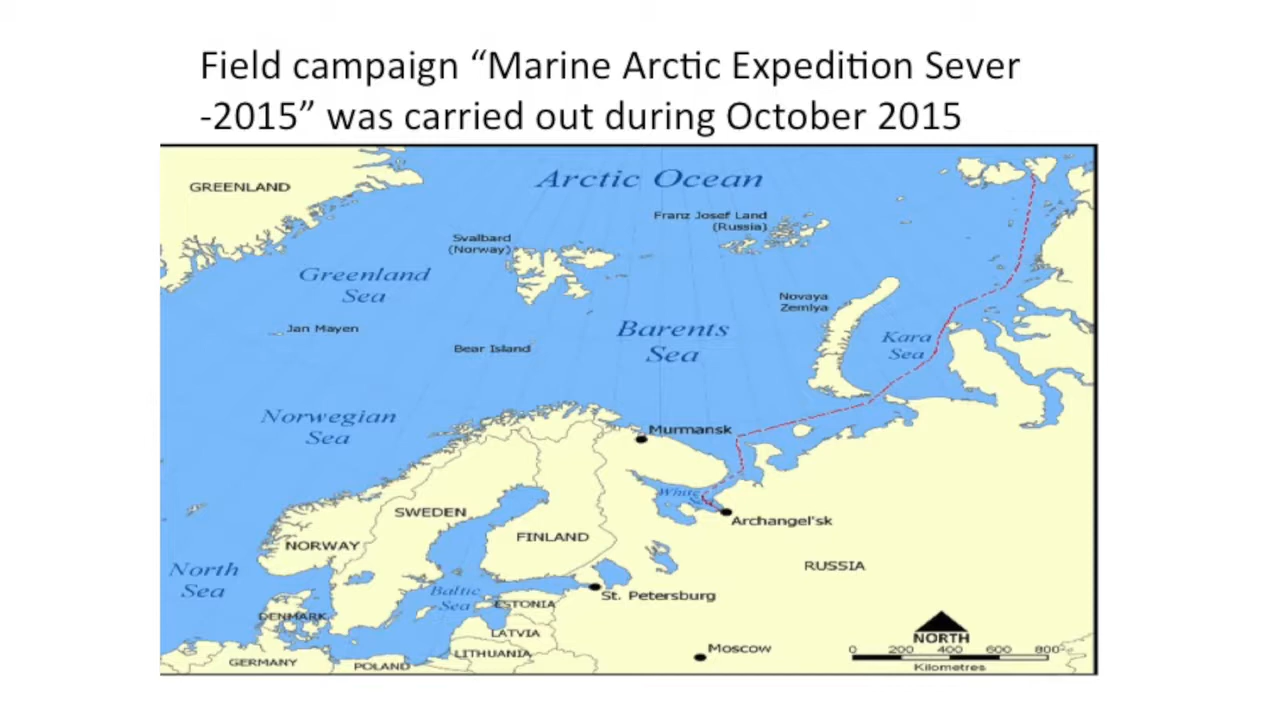 Field campaign “Marine Arctic Expedition Sever
-2015” was carried out during October 2015
GREENLAND
Arctic Ocean
Franz Josef Land
(Russia)
Svalbard
(Norway)
Greenland
Sea
Novaya
Zemlya
Jan Mayen
Barents
Sea
Kara
Sea
Bear Island
Norwegian
Sea
Murmansk
White
Sea
SWEDEN
Archangel'sk
NORWAY
FINLAND
RUSSIA
North
Sea
Baltic
Sea
St. Petersburg
ESTONIA
DENMARK
LATVIA
NORTH
LITHUANIA
Moscow
GERMANY
POLAND
0 200 400 600 800
Kilometres